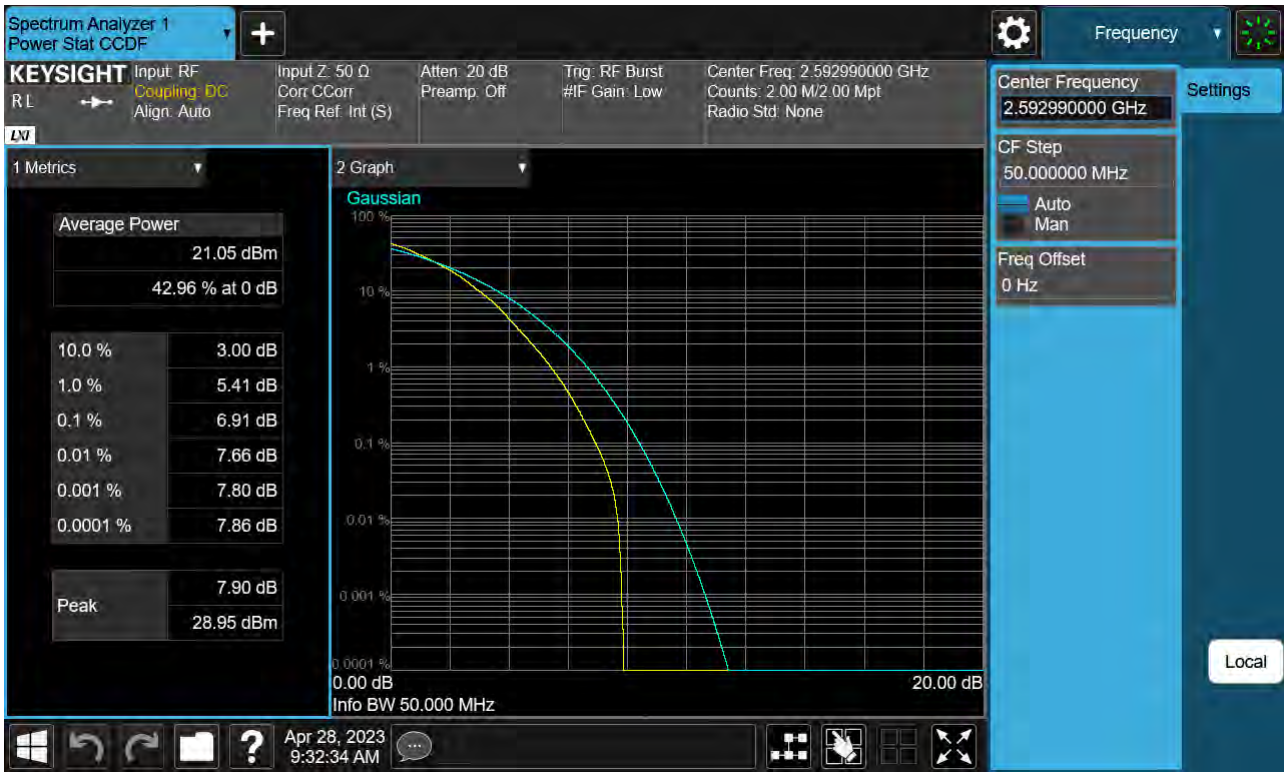 Spectrum Analyzer 1
Power Stat CCDF
Frequency
KEYSIGHT
RL
LXI
Input: RF
Coupling: DC
Align: Auto
Input Z: 50 Ω
Corr CCorr
Freq Ref: Int (S)
Atten: 20 dB
Preamp: Off
Trig: RF Burst
#IF Gain: Low
Center Freq: 2.592990000 GHz
Counts: 2.00 M/2.00 Mpt
Radio Std: None
Center Frequency
2.592990000 GHz
Settings
CF Step
50.000000 MHz
Auto
Man
Freq Offset
0 Hz
Local
1 Metrics
Average Power
21.05 dBm
42.96 % at 0 dB
10.0 % 3.00 dB
1.0 % 5.41 dB
0.1 % 6.91 dB
0.01 % 7.66 dB
0.001 % 7.80 dB
0.0001 % 7.86 dB
Peak 7.90 dB
28.95 dBm
2 Graph
Gaussian
100 %
10 %
1 %
0.1 %
0.01 %
0.001 %
0.0001 %
0.00 dB
20.00 dB
Info BW 50.000 MHz
Apr 28, 2023
9:32:34 AM